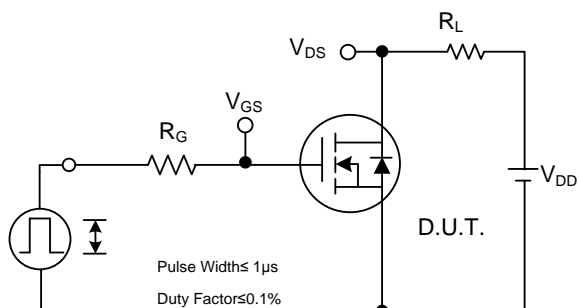 R_L
V_DS
V_GS
R_G
V_DD
D.U.T.
Pulse Width≤ 1μs
Duty Factor≤0.1%